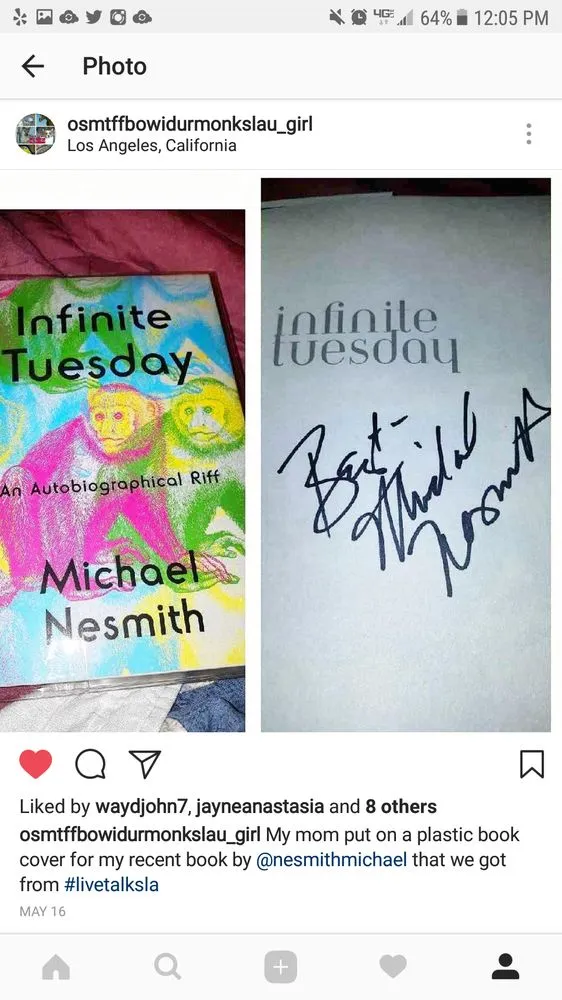 64% 12:05 PM
Photo
osmtffbowidurmonkslau_girl
Los Angeles, California
Infinite
Tuesday
An Autobiographical Riff
Michael
Nesmith
infinite
tuesday
Best-
Michael
Nesmith
Liked by waydjohn7, jayneanastasia and 8 others
osmtffbowidurmonkslau_girl My mom put on a plastic book
cover for my recent book by @nesmithmichael that we got
from #livetalksla
MAY 16